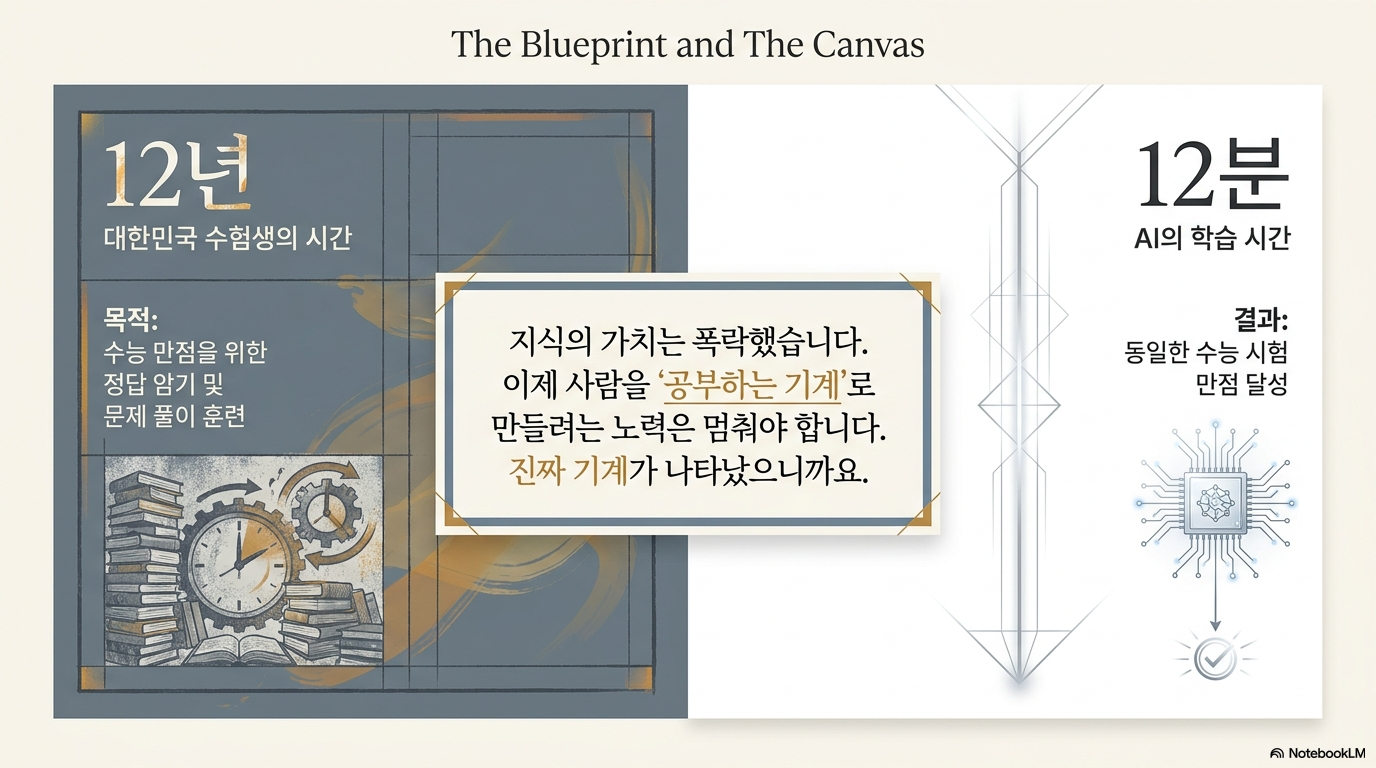 The Blueprint and The Canvas
12년
대한민국 수험생의 시간
목적:
수능 만점을 위한
정답 암기 및
문제 풀이 훈련
지식의 가치는 폭락했습니다.
이제 사람을 ‘공부하는 기계’로
만들려는 노력은 멈춰야 합니다.
진짜 기계가 나타났으니까요.
12분
AI의 학습 시간
결과:
동일한 수능 시험
만점 달성
NotebookLM